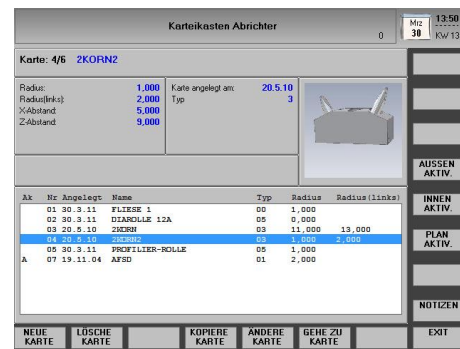 Karteikasten Abrichter
0
Mrz
30
13:50
KW 13
Karte: 4/6 2KORN2
Radius: 1,000
Radius(links): 2,000
X-Abstand: 5,000
Z-Abstand: 9,000
Karte angelegt am: 20.5.10
Typ 3
Ak Nr Angelegt Name Typ Radius Radius(links)
01 30.3.11 FLIESE 1 00 1,000
02 30.3.11 DIAROLLE 12A 05 0,000
03 20.5.10 2KORN 03 11,000 13,000
04 20.5.10 2KORN2 03 1,000 2,000
05 30.3.11 PROFILIER-ROLLE 05 1,000
A 07 19.11.04 AFSD 01 2,000
AUSSEN AKTIV.
INNEN AKTIV.
PLAN AKTIV.
NOTIZEN
NEUE KARTE
LÖSCHE KARTE
KOPIERE KARTE
ÄNDERE KARTE
GEHE ZU KARTE
EXIT